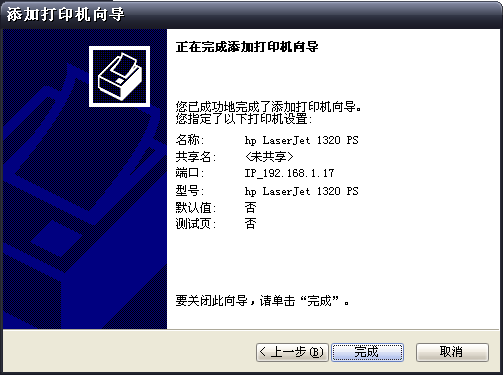 添加打印机向导
正在完成添加打印机向导
您已成功地完成了添加打印机向导。
您指定了以下打印机设置:
名称: hp LaserJet 1320 PS
共享名: <未共享>
端口: IP_192.168.1.17
型号: hp LaserJet 1320 PS
默认值: 否
测试页: 否
要关闭此向导，请单击“完成”。
< 上一步(B) 完成 取消